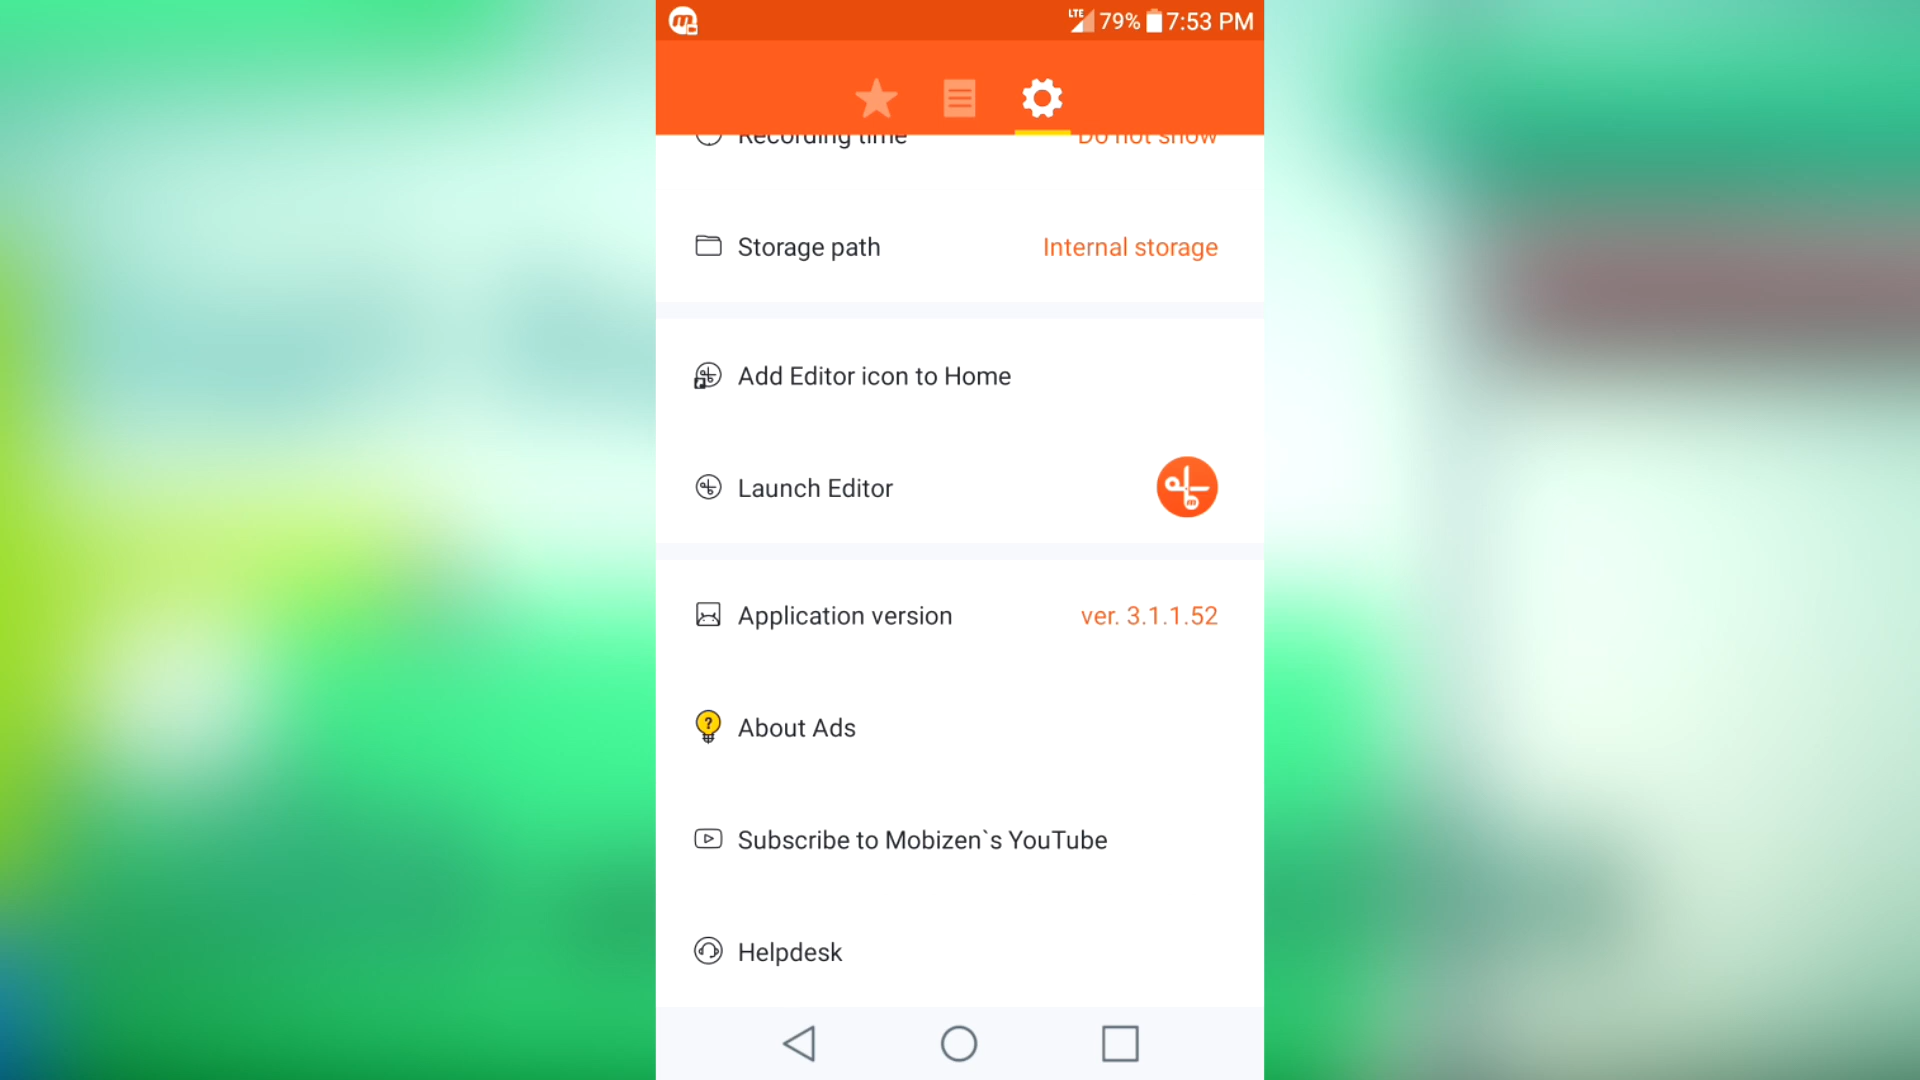 LTE 79% 7:53 PM
Recording time Do not show
Storage path Internal storage
Add Editor icon to Home
Launch Editor
Application version ver. 3.1.1.52
About Ads
Subscribe to Mobizen`s YouTube
Helpdesk